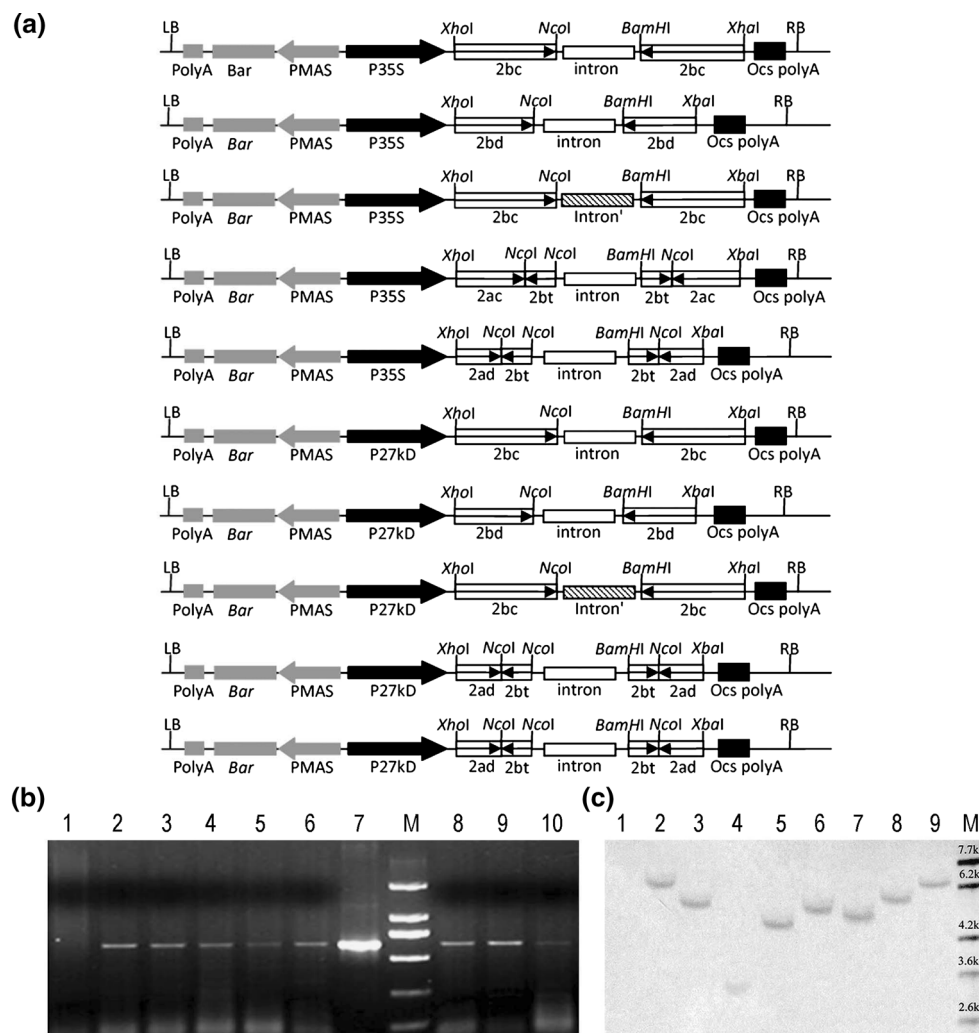 (a)
LB XhoI NcoI BamHI XhaI RB
PolyA Bar PMAS P35S 2bc intron 2bc Ocs polyA
LB XhoI NcoI BamHI XbaI RB
PolyA Bar PMAS P35S 2bd intron 2bd Ocs polyA
LB XhoI NcoI BamHI XbaI RB
PolyA Bar PMAS P35S 2bc Intron' 2bc Ocs polyA
LB XhoI NcoI NcoI BamHI NcoI XbaI RB
PolyA Bar PMAS P35S 2ac 2bt intron 2bt 2ac Ocs polyA
LB XhoI NcoI NcoI BamHI NcoI XbaI RB
PolyA Bar PMAS P35S 2ad 2bt intron 2bt 2ad Ocs polyA
LB XhoI NcoI BamHI XbaI RB
PolyA Bar PMAS P27kD 2bc intron 2bc Ocs polyA
LB XhoI NcoI BamHI XbaI RB
PolyA Bar PMAS P27kD 2bd intron 2bd Ocs polyA
LB XhoI NcoI BamHI XhaI RB
PolyA Bar PMAS P27kD 2bc Intron' 2bc Ocs polyA
LB XhoI NcoI NcoI BamHI NcoI XbaI RB
PolyA Bar PMAS P27kD 2ad 2bt intron 2bt 2ad Ocs polyA
LB XhoI NcoI NcoI BamHI NcoI XbaI RB
PolyA Bar PMAS P27kD 2ad 2bt intron 2bt 2ad Ocs polyA
(b)
1 2 3 4 5 6 7 M 8 9 10
(c)
1 2 3 4 5 6 7 8 9 M
7.7k
6.2k
4.2k
3.6k
2.6k